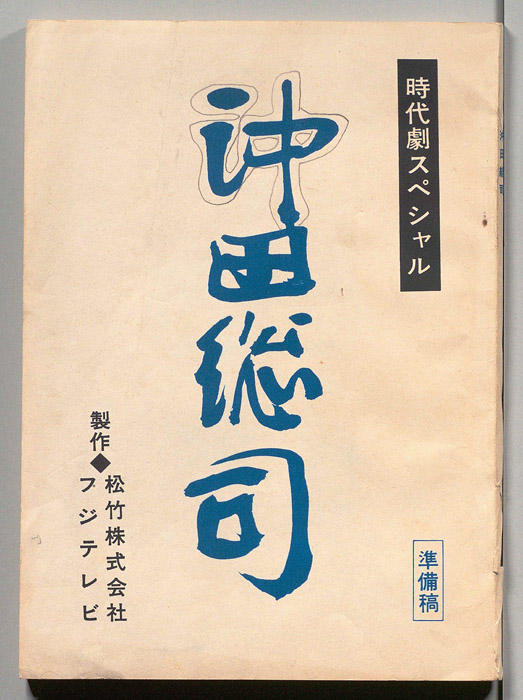 時代劇スペシャル
沖田総司
準備稿
製作◆松竹株式会社
フジテレビ